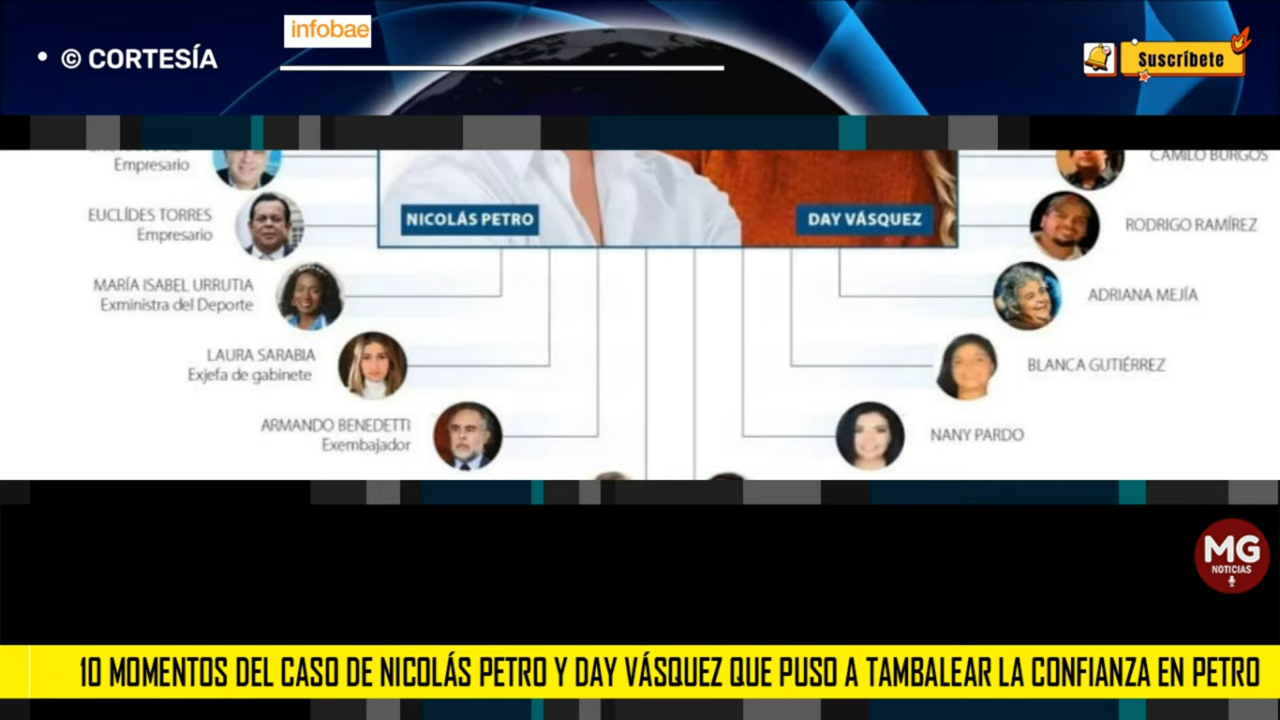 infobae
• © CORTESÍA
Suscríbete
Empresario
CAMILO BURGOS
EUCLÍDES TORRES
Empresario
NICOLÁS PETRO
DAY VÁSQUEZ
RODRIGO RAMÍREZ
MARÍA ISABEL URRUTIA
Exministra del Deporte
ADRIANA MEJÍA
LAURA SARABIA
Exjefa de gabinete
BLANCA GUTIÉRREZ
ARMANDO BENEDETTI
Exembajador
NANY PARDO
MG
NOTICIAS
10 MOMENTOS DEL CASO DE NICOLÁS PETRO Y DAY VÁSQUEZ QUE PUSO A TAMBALEAR LA CONFIANZA EN PETRO